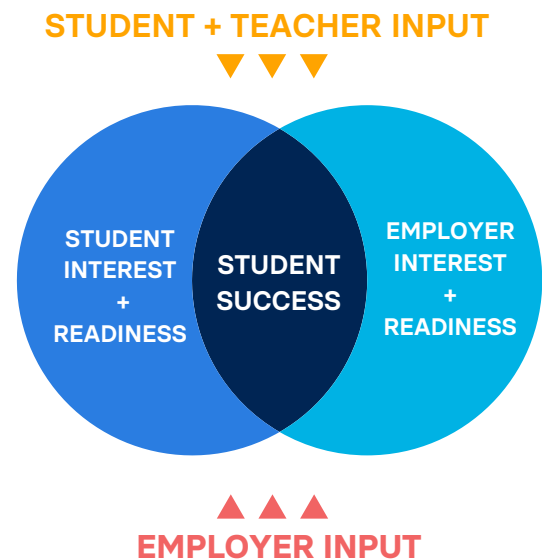 STUDENT + TEACHER INPUT
STUDENT
INTEREST
+
READINESS
STUDENT
SUCCESS
EMPLOYER
INTEREST
+
READINESS
EMPLOYER INPUT